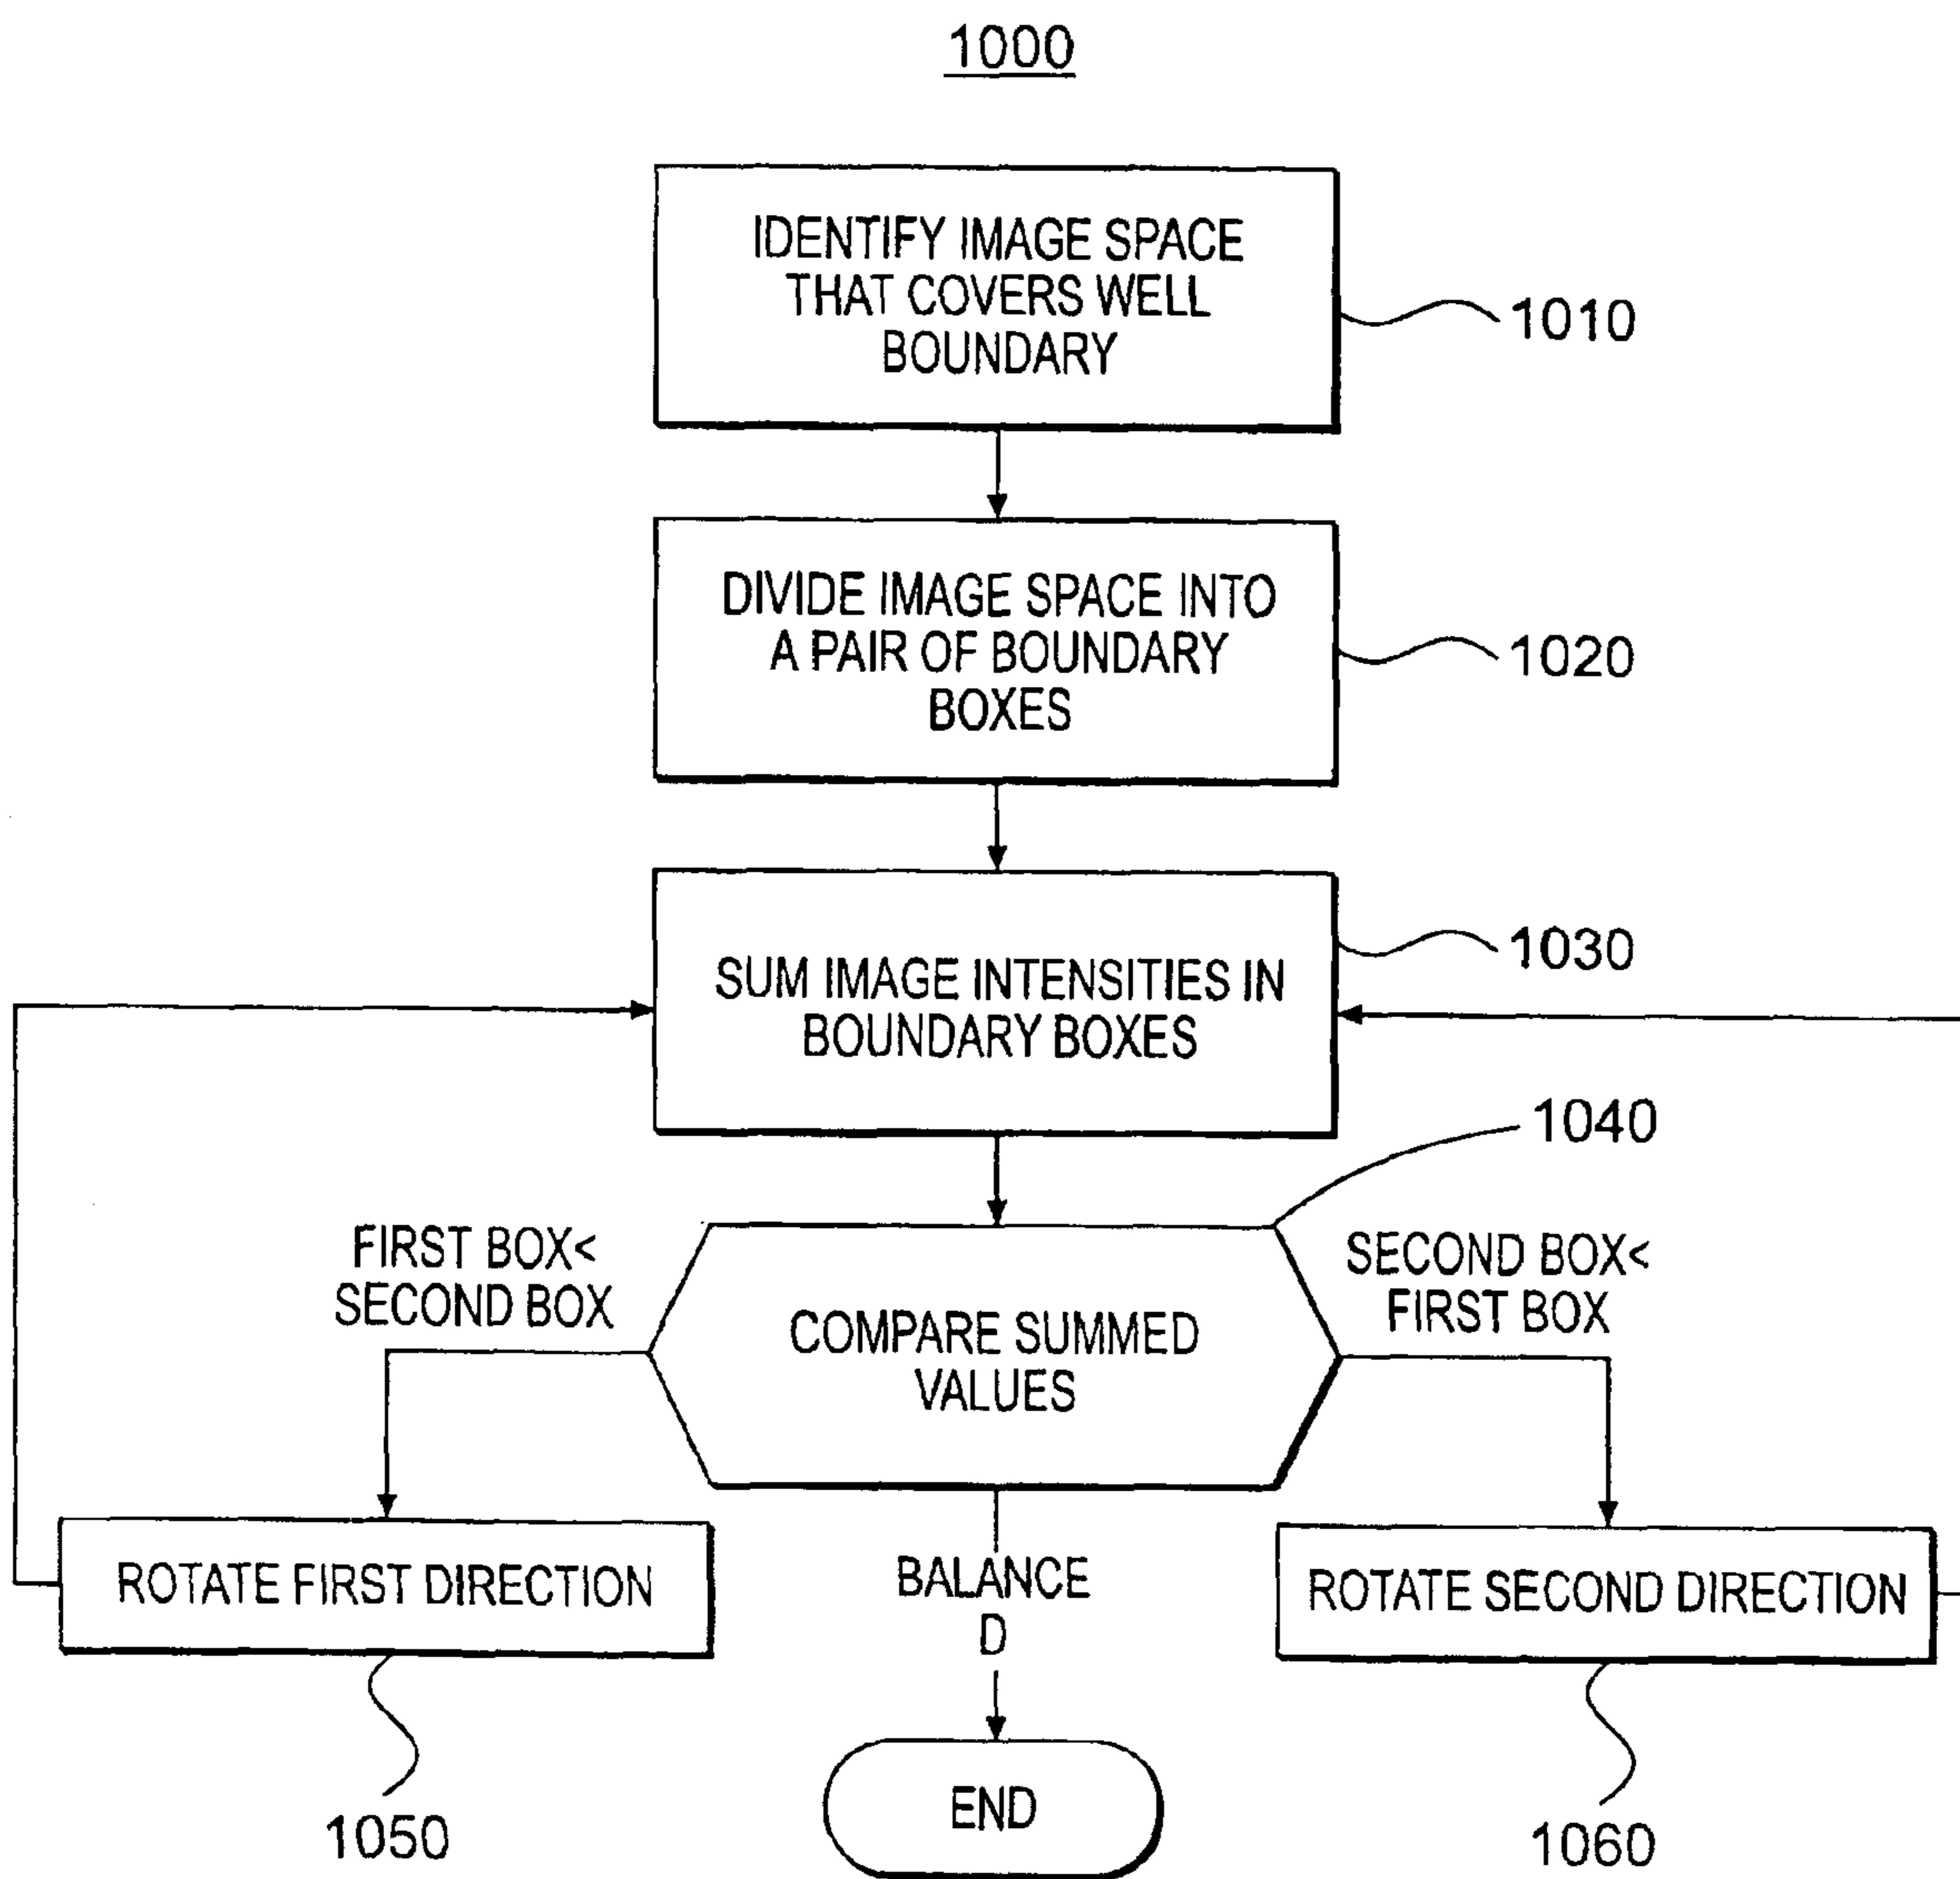 1000
IDENTIFY IMAGE SPACE
THAT COVERS WELL
BOUNDARY
1010
DIVIDE IMAGE SPACE INTO
A PAIR OF BOUNDARY
BOXES
1020
SUM IMAGE INTENSITIES IN
BOUNDARY BOXES
1030
1040
FIRST BOX<
SECOND BOX
COMPARE SUMMED
VALUES
SECOND BOX<
FIRST BOX
ROTATE FIRST DIRECTION
BALANCE
D
ROTATE SECOND DIRECTION
1050
END
1060